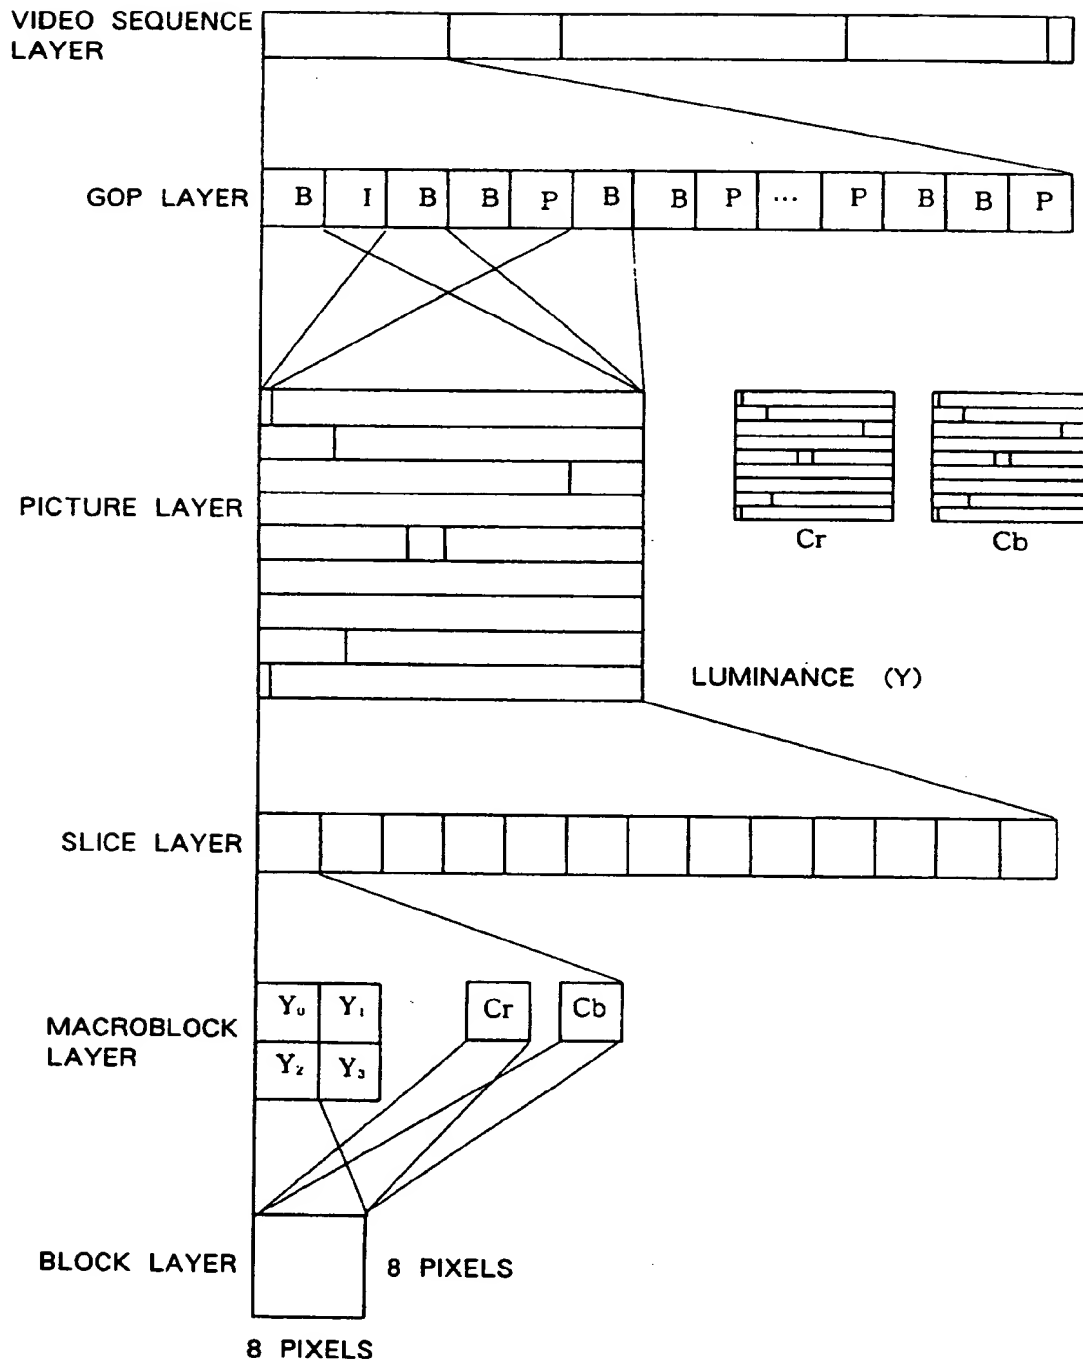 VIDEO SEQUENCE
LAYER
GOP LAYER
B I B B P B B P ... P B B P
PICTURE LAYER
Cr
Cb
LUMINANCE (Y)
SLICE LAYER
MACROBLOCK
LAYER
Y₀ Y₁ Cr Cb
Y₂ Y₃
BLOCK LAYER
8 PIXELS
8 PIXELS